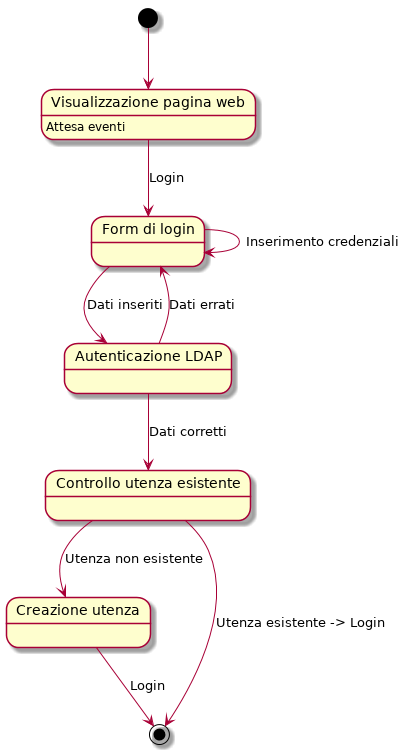 Visualizzazione pagina web
Attesa eventi
Login
Form di login
Inserimento credenziali
Dati inseriti
Dati errati
Autenticazione LDAP
Dati corretti
Controllo utenza esistente
Utenza non esistente
Creazione utenza
Utenza esistente -> Login
Login